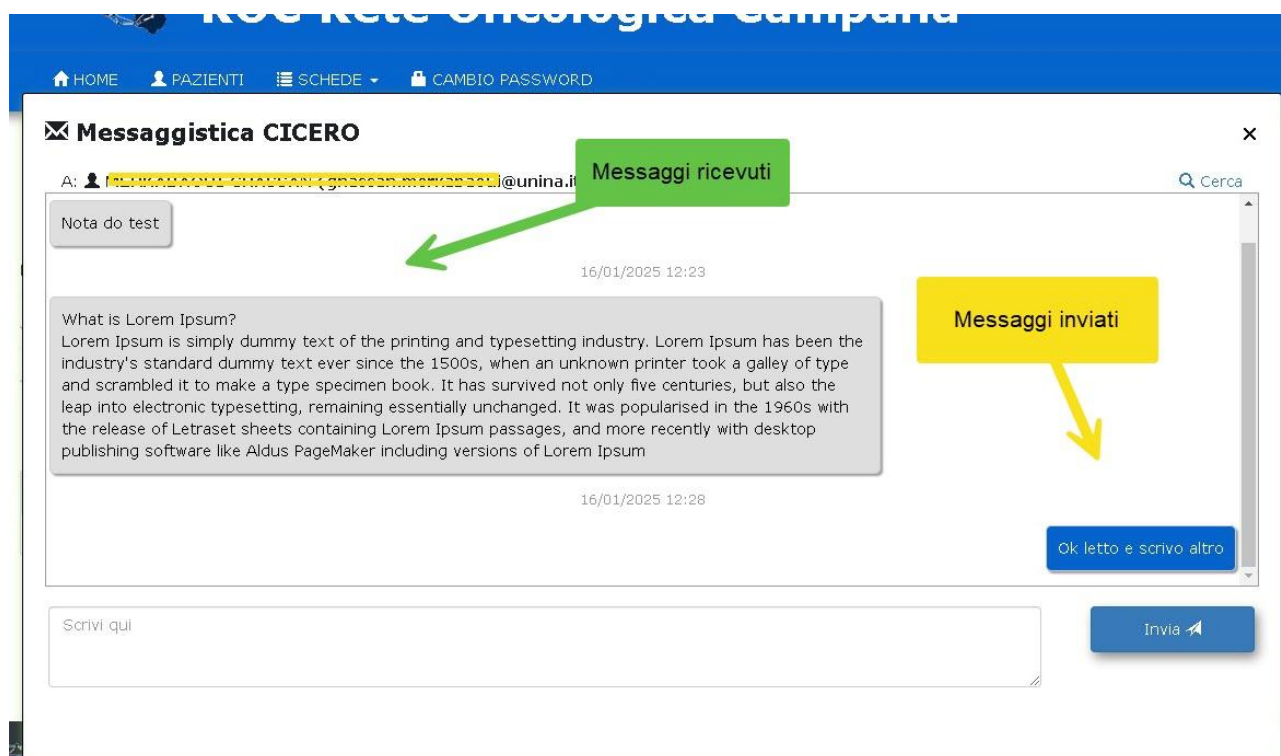 ROC Rete Oncologica Campana
HOME PAZIENTI SCHEDE CAMBIO PASSWORD
Messaggistica CICERO ×
A: @unina.it
Cerca
Messaggi ricevuti
Nota do test
16/01/2025 12:23
Messaggi inviati
What is Lorem Ipsum?
Lorem Ipsum is simply dummy text of the printing and typesetting industry. Lorem Ipsum has been the
industry's standard dummy text ever since the 1500s, when an unknown printer took a galley of type
and scrambled it to make a type specimen book. It has survived not only five centuries, but also the
leap into electronic typesetting, remaining essentially unchanged. It was popularised in the 1960s with
the release of Letraset sheets containing Lorem Ipsum passages, and more recently with desktop
publishing software like Aldus PageMaker including versions of Lorem Ipsum
16/01/2025 12:28
Ok letto e scrivo altro
Scrivi qui
Invia